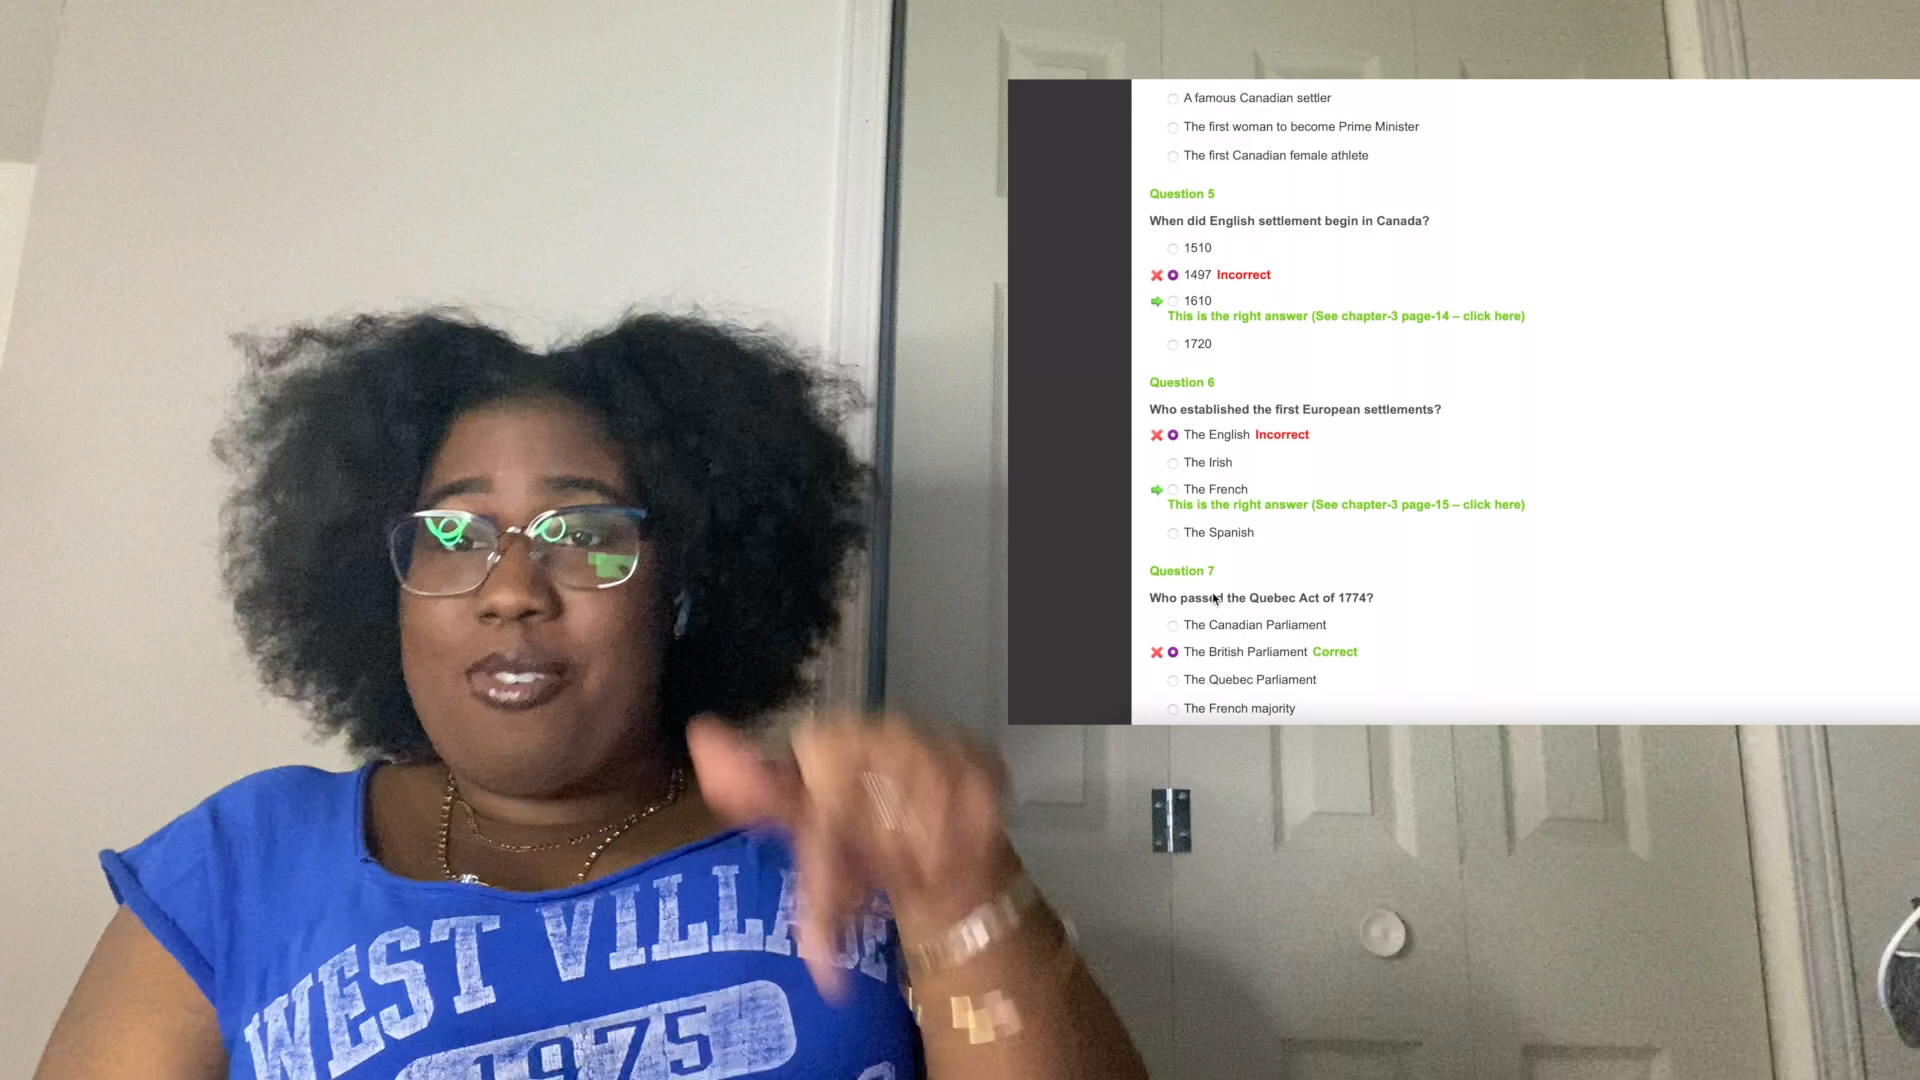 A famous Canadian settler
The first woman to become Prime Minister
The first Canadian female athlete
Question 5
When did English settlement begin in Canada?
1510
1497 Incorrect
1610
This is the right answer (See chapter-3 page-14 – click here)
1720
Question 6
Who established the first European settlements?
The English Incorrect
The Irish
The French
This is the right answer (See chapter-3 page-15 – click here)
The Spanish
Question 7
Who passed the Quebec Act of 1774?
The Canadian Parliament
The British Parliament Correct
The Quebec Parliament
The French majority
WEST VILLAGE
1975